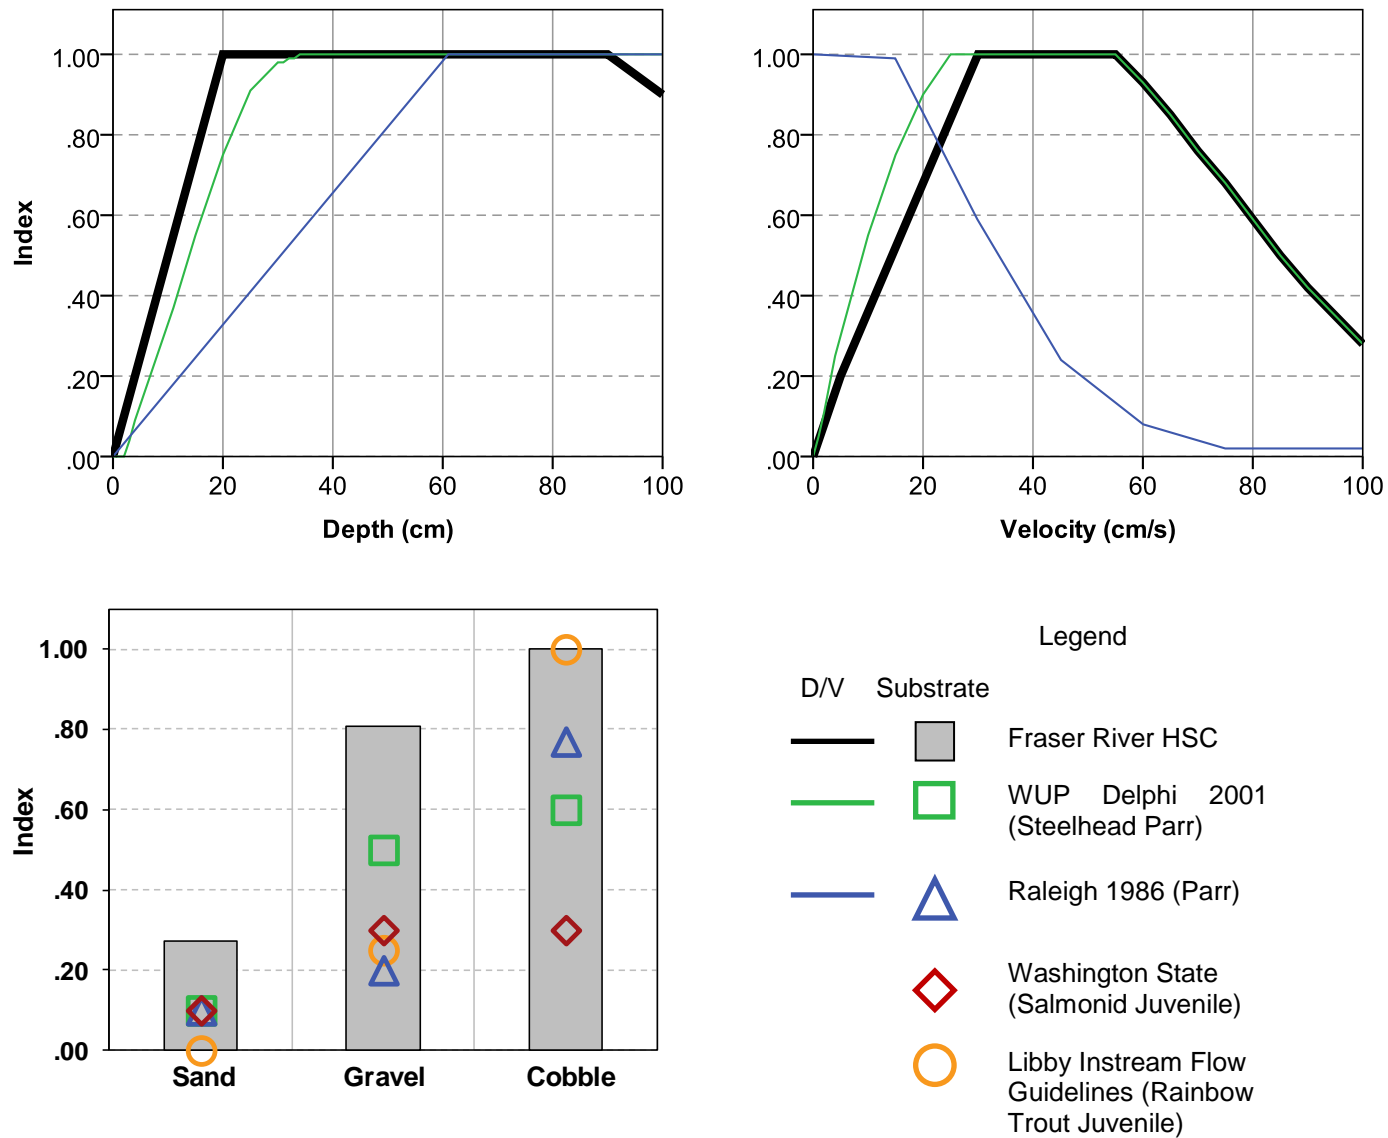 1.00
.80
.60
.40
.20
.00
Index
0 20 40 60 80 100
Depth (cm)
1.00
.80
.60
.40
.20
.00
0 20 40 60 80 100
Velocity (cm/s)
1.00
.80
.60
.40
.20
.00
Index
Sand Gravel Cobble
Legend
D/V Substrate
Fraser River HSC
WUP Delphi 2001
(Steelhead Parr)
Raleigh 1986 (Parr)
Washington State
(Salmonid Juvenile)
Libby Instream Flow
Guidelines (Rainbow
Trout Juvenile)